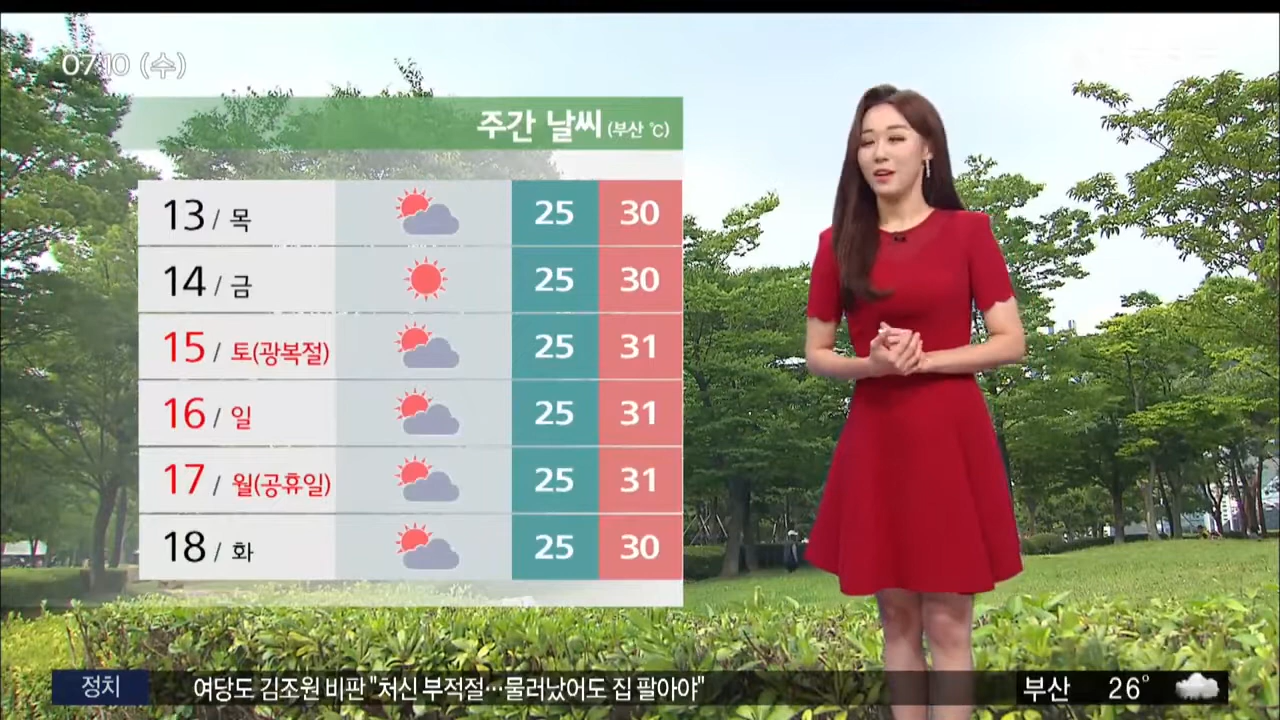 07:10 (수)
주간 날씨 (부산 ℃)
13 / 목 25 30
14 / 금 25 30
15 / 토(광복절) 25 31
16 / 일 25 31
17 / 월(공휴일) 25 31
18 / 화 25 30
정치 여당도 김조원 비판 "처신 부적절…물러났어도 집 팔아야" 부산 26°